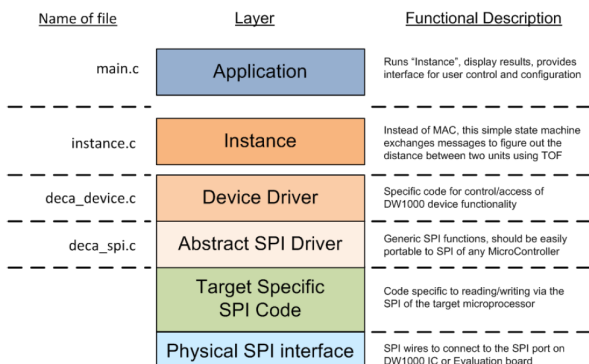 Name of file
Layer
Functional Description
main.c
Application
Runs “Instance”, display results, provides
interface for user control and configuration
instance.c
Instance
Instead of MAC, this simple state machine
exchanges messages to figure out the
distance between two units using TOF
deca_device.c
Device Driver
Specific code for control/access of
DW1000 device functionality
deca_spi.c
Abstract SPI Driver
Generic SPI functions, should be easily
portable to SPI of any MicroController
Target Specific
SPI Code
Code specific to reading/writing via the
SPI of the target microprocessor
Physical SPI interface
SPI wires to connect to the SPI port on
DW1000 IC or Evaluation board